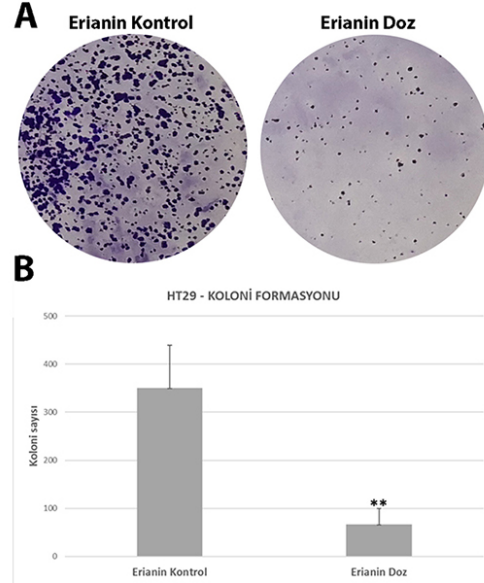 A
Erianin Kontrol
Erianin Doz
B
HT29 - KOLONİ FORMASYONU
500
400
300
200
100
0
Koloni sayısı
**
Erianin Kontrol
Erianin Doz